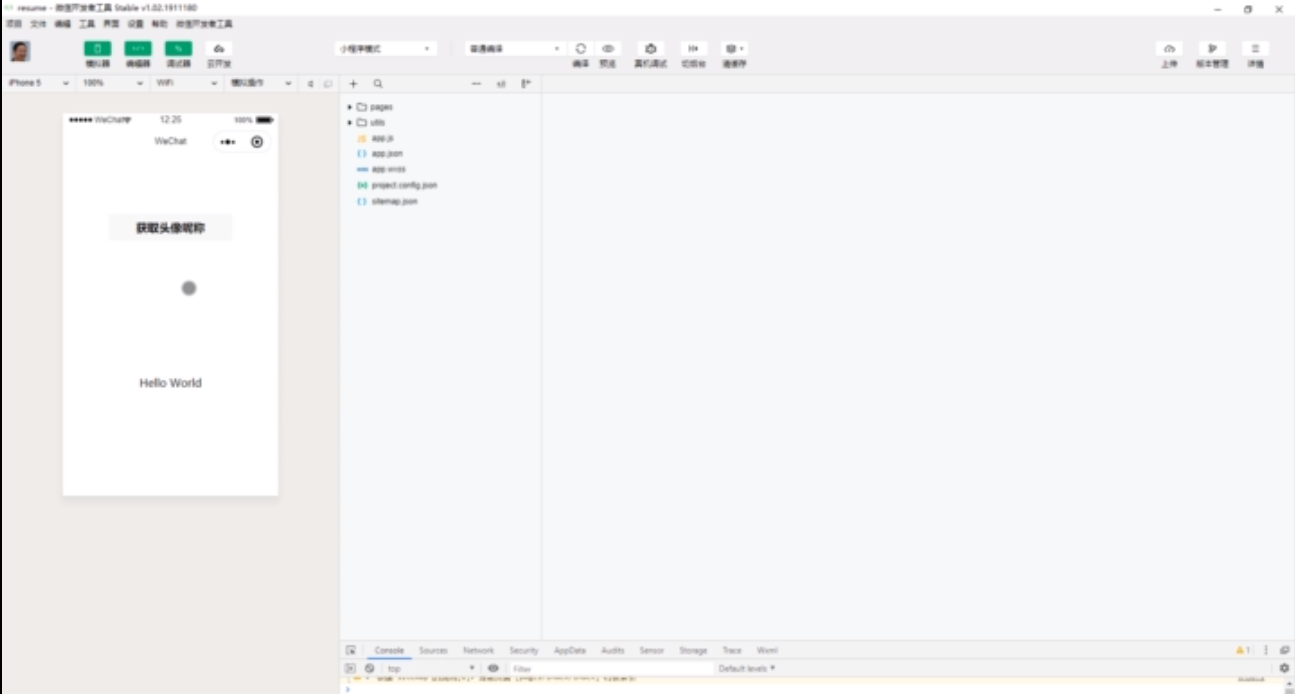 resume - 微信开发者工具 Stable v1.02.1911180
项目 文件 编辑 工具 界面 设置 帮助 微信开发者工具
小程序模式 普通编译
模拟器 编辑器 调试器 云开发 编译 预览 真机调试 切后台 清缓存 上传 版本管理 详情
iPhone 5 100% WiFi 模拟操作
WeChat 12:25 100%
WeChat
获取头像昵称
Hello World
pages
utils
app.js
app.json
app.wxss
project.config.json
sitemap.json
Console Sources Network Security AppData Audits Sensor Storage Trace Wxml 1
top Filter Default levels